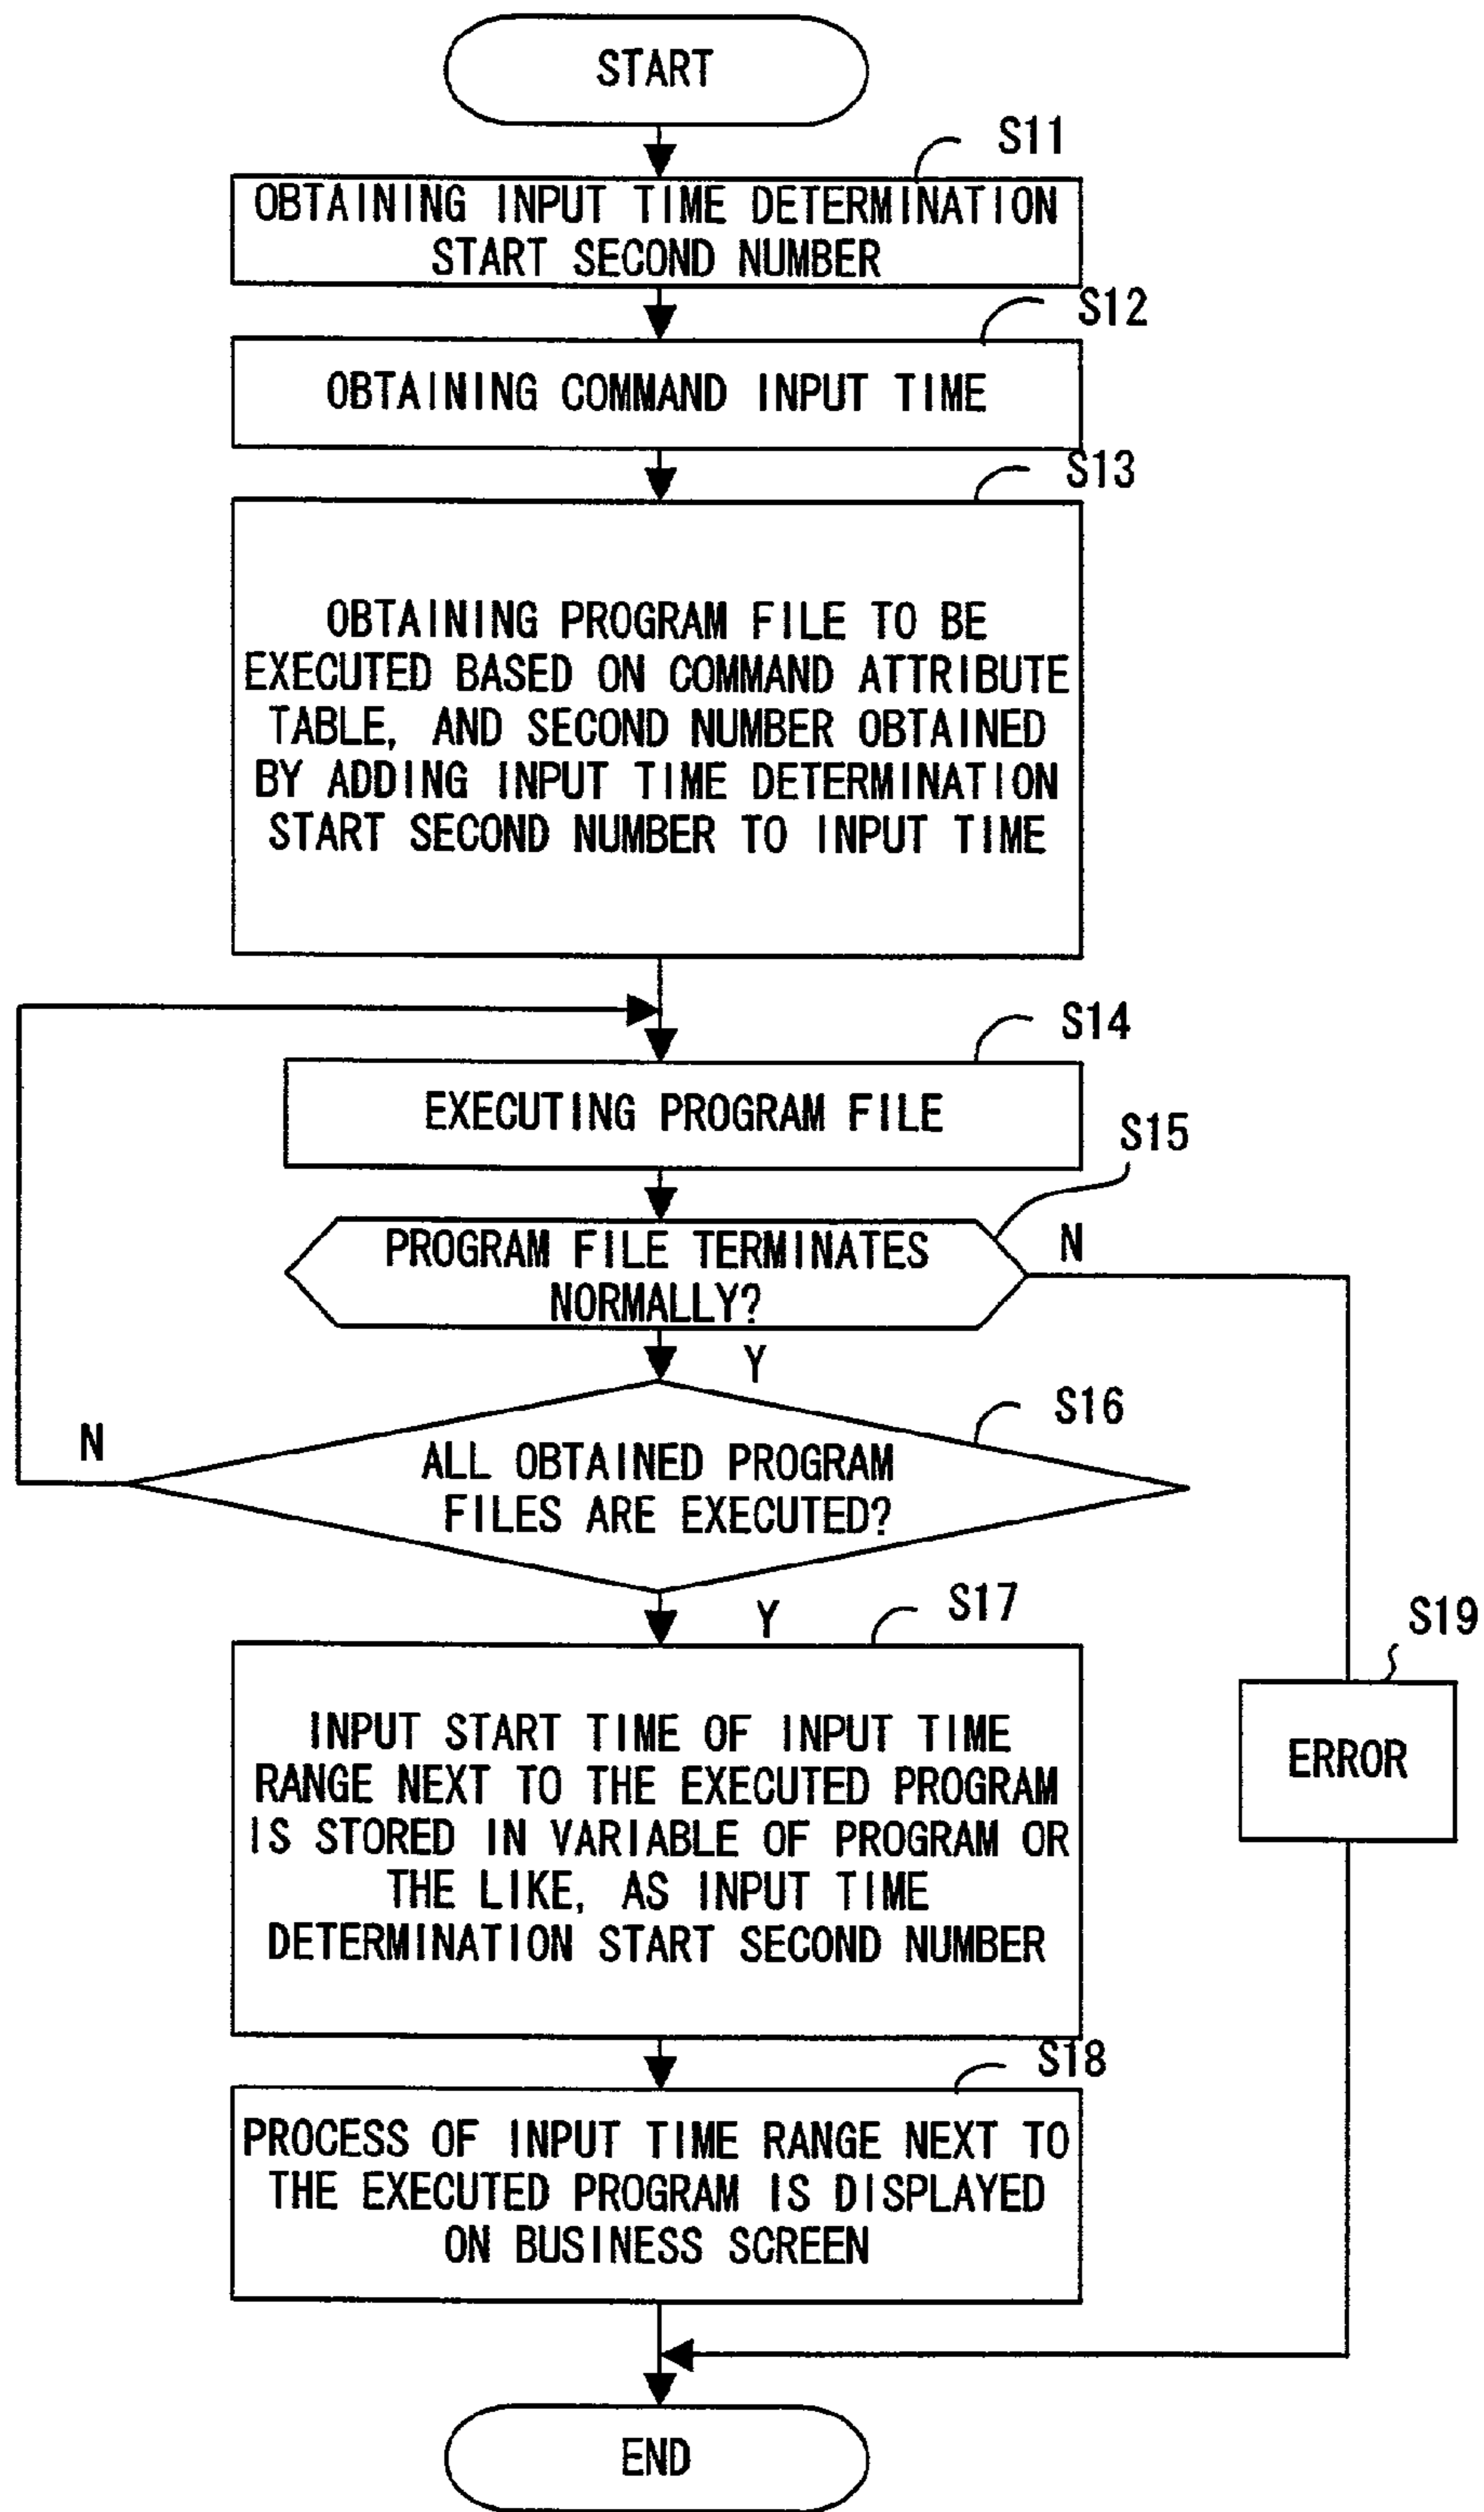 START
S11
OBTAINING INPUT TIME DETERMINATION
START SECOND NUMBER
S12
OBTAINING COMMAND INPUT TIME
S13
OBTAINING PROGRAM FILE TO BE
EXECUTED BASED ON COMMAND ATTRIBUTE
TABLE, AND SECOND NUMBER OBTAINED
BY ADDING INPUT TIME DETERMINATION
START SECOND NUMBER TO INPUT TIME
S14
EXECUTING PROGRAM FILE
S15
PROGRAM FILE TERMINATES
NORMALLY?
N
Y
S16
N
ALL OBTAINED PROGRAM
FILES ARE EXECUTED?
Y
S17
INPUT START TIME OF INPUT TIME
RANGE NEXT TO THE EXECUTED PROGRAM
IS STORED IN VARIABLE OF PROGRAM OR
THE LIKE, AS INPUT TIME
DETERMINATION START SECOND NUMBER
S19
ERROR
S18
PROCESS OF INPUT TIME RANGE NEXT TO
THE EXECUTED PROGRAM IS DISPLAYED
ON BUSINESS SCREEN
END